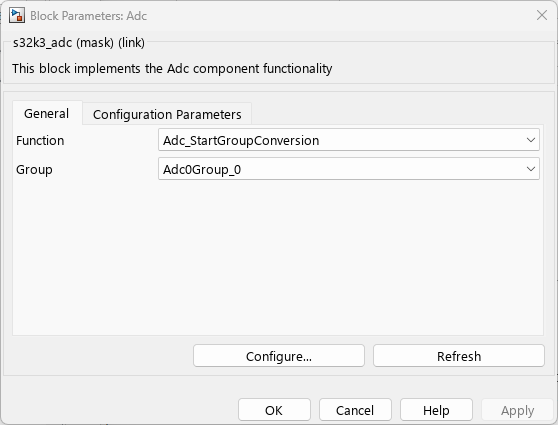 Block Parameters: Adc
s32k3_adc (mask) (link)
This block implements the Adc component functionality
General Configuration Parameters
Function Adc_StartGroupConversion
Group Adc0Group_0
Configure... Refresh
OK Cancel Help Apply